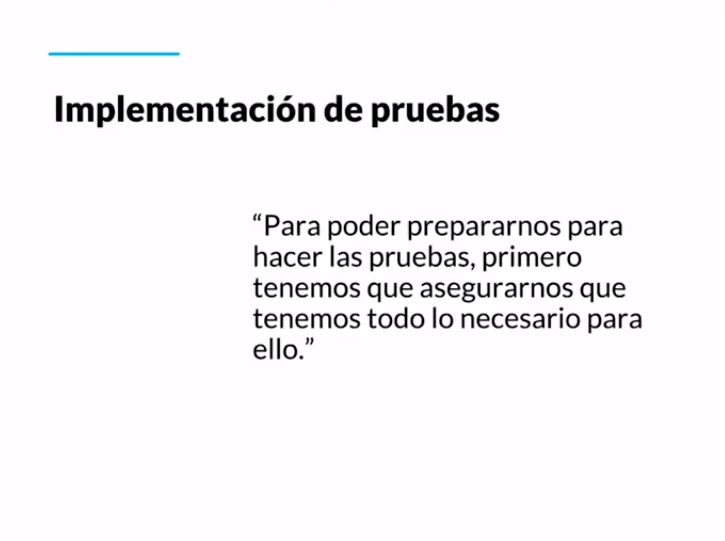 Implementación de pruebas
“Para poder prepararnos para
hacer las pruebas, primero
tenemos que asegurarnos que
tenemos todo lo necesario para
ello.”